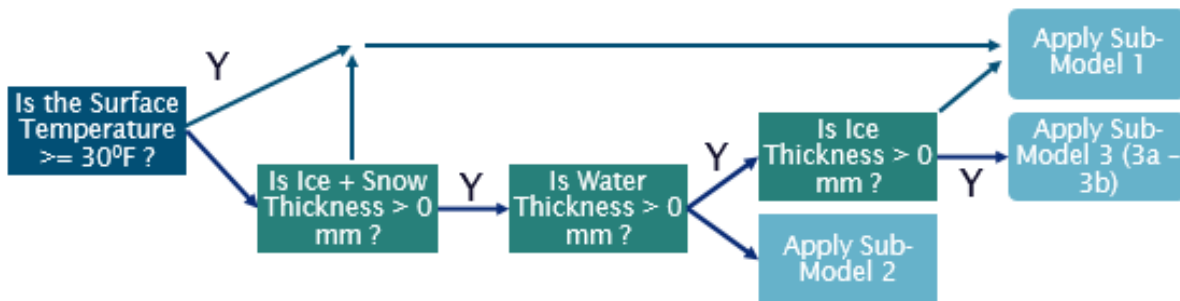 Y
Is the Surface
Temperature
>= 30⁰F ?
Is Ice + Snow
Thickness > 0
mm ?
Y
Is Water
Thickness > 0
mm ?
Y
Is Ice
Thickness > 0
mm ?
Y
Apply Sub-
Model 1
Apply Sub-
Model 3 (3a –
3b)
Apply Sub-
Model 2